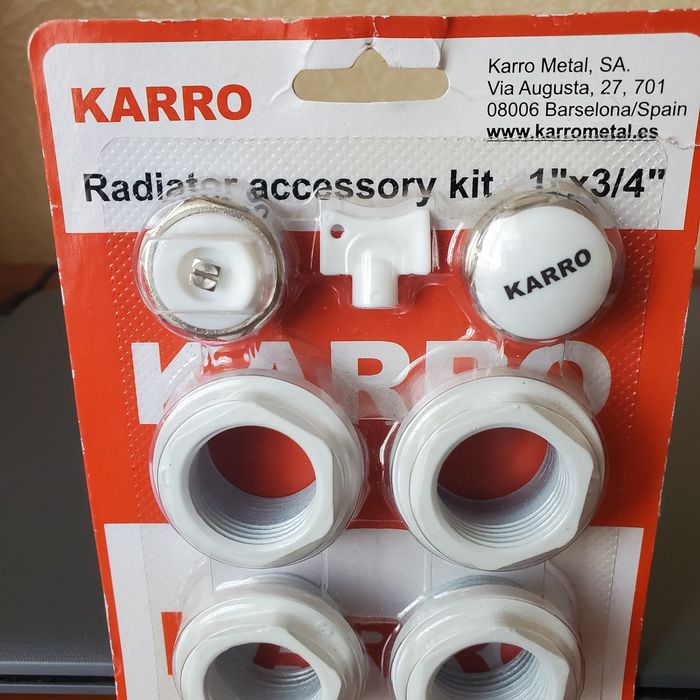 KARRO
Karro Metal, SA.
Via Augusta, 27, 701
08006 Barselona/Spain
www.karrometal.es
Radiator accessory kit 1"x3/4"
KARRO
KARRO
KARRO